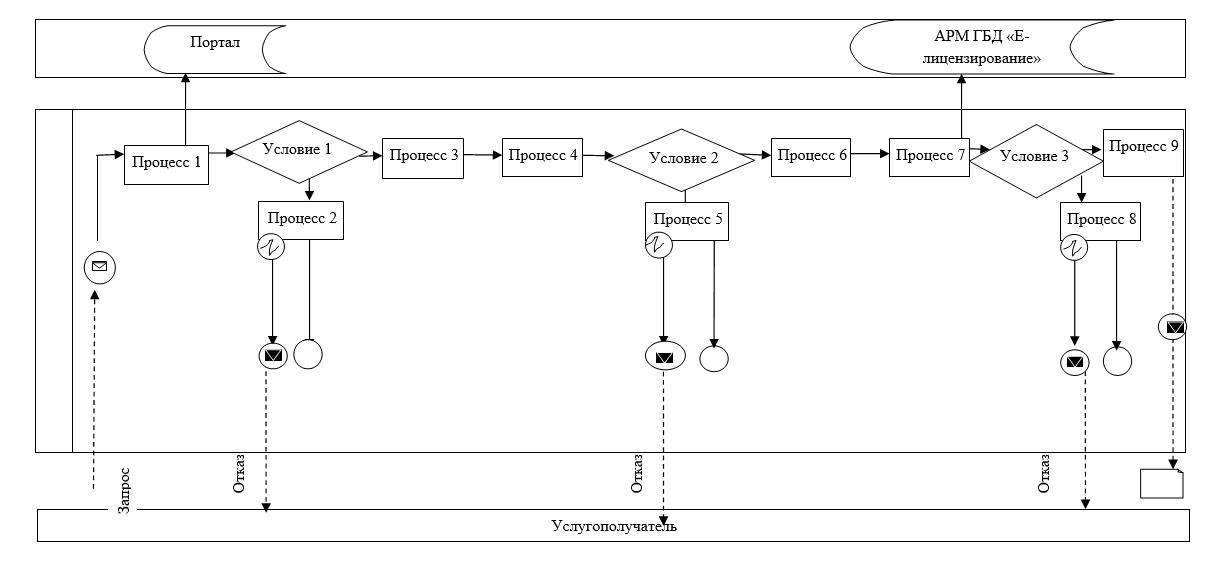 Портал
АРМ ГБД «Е-
лицензирование»
Процесс 1
Условие 1
Процесс 3
Процесс 4
Условие 2
Процесс 6
Процесс 7
Условие 3
Процесс 9
Процесс 2
Процесс 5
Процесс 8
Запрос
Отказ
Отказ
Отказ
Услугополучатель